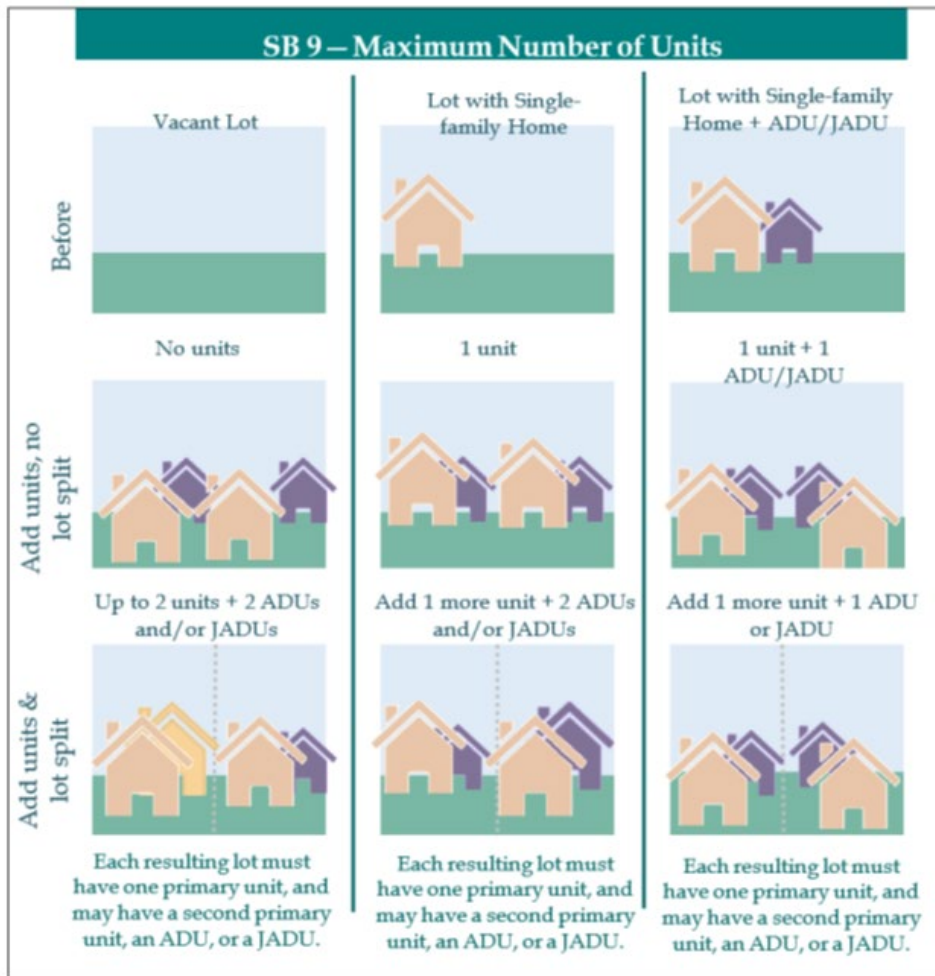 SB 9 — Maximum Number of Units
Vacant Lot
Lot with Single-
family Home
Lot with Single-family
Home + ADU/JADU
Before
No units
1 unit
1 unit + 1
ADU/JADU
Add units, no
lot split
Up to 2 units + 2 ADUs
and/or JADUs
Add 1 more unit + 2 ADUs
and/or JADUs
Add 1 more unit + 1 ADU
or JADU
Add units &
lot split
Each resulting lot must
have one primary unit, and
may have a second primary
unit, an ADU, or a JADU.
Each resulting lot must
have one primary unit, and
may have a second primary
unit, an ADU, or a JADU.
Each resulting lot must
have one primary unit, and
may have a second primary
unit, an ADU, or a JADU.